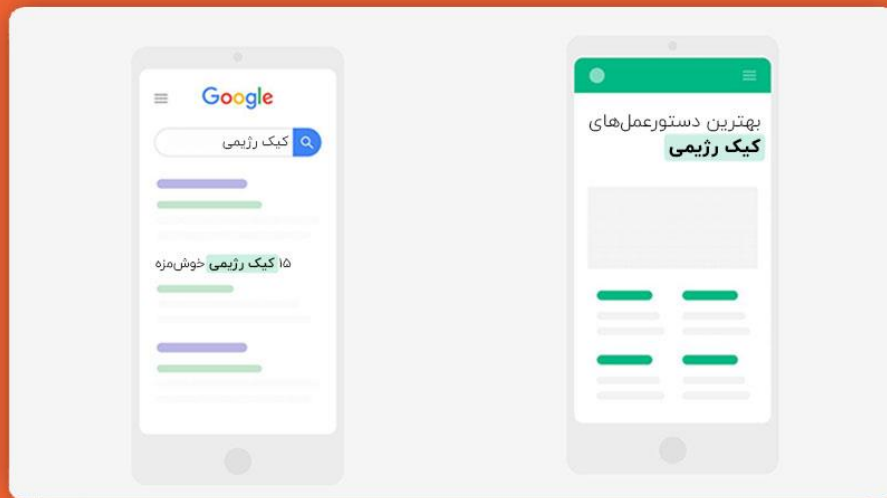 Google
کیک رژیمی
۱۵ کیک رژیمی خوش‌مزه
بهترین دستورعمل‌های
کیک رژیمی